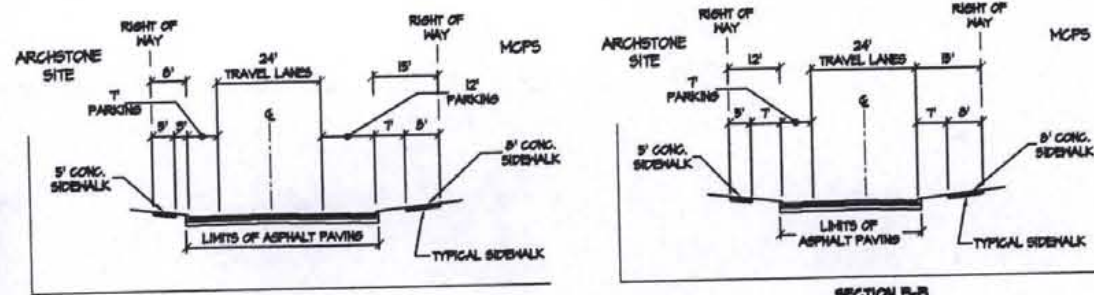 RIGHT OF
WAY
RIGHT OF
WAY
ARCHSTONE
SITE
MCPS
24'
TRAVEL LANES
8'
15'
7'
PARKING
12'
PARKING
℄
5'
3'
7'
8'
5' CONC.
SIDEWALK
8' CONC.
SIDEWALK
LIMITS OF ASPHALT PAVING
TYPICAL SIDEWALK
RIGHT OF
WAY
RIGHT OF
WAY
ARCHSTONE
SITE
MCPS
24'
TRAVEL LANES
12'
15'
7'
PARKING
℄
5'
7'
7'
8'
5' CONC.
SIDEWALK
8' CONC.
SIDEWALK
LIMITS OF
ASPHALT PAVING
TYPICAL SIDEWALK
SECTION B-B